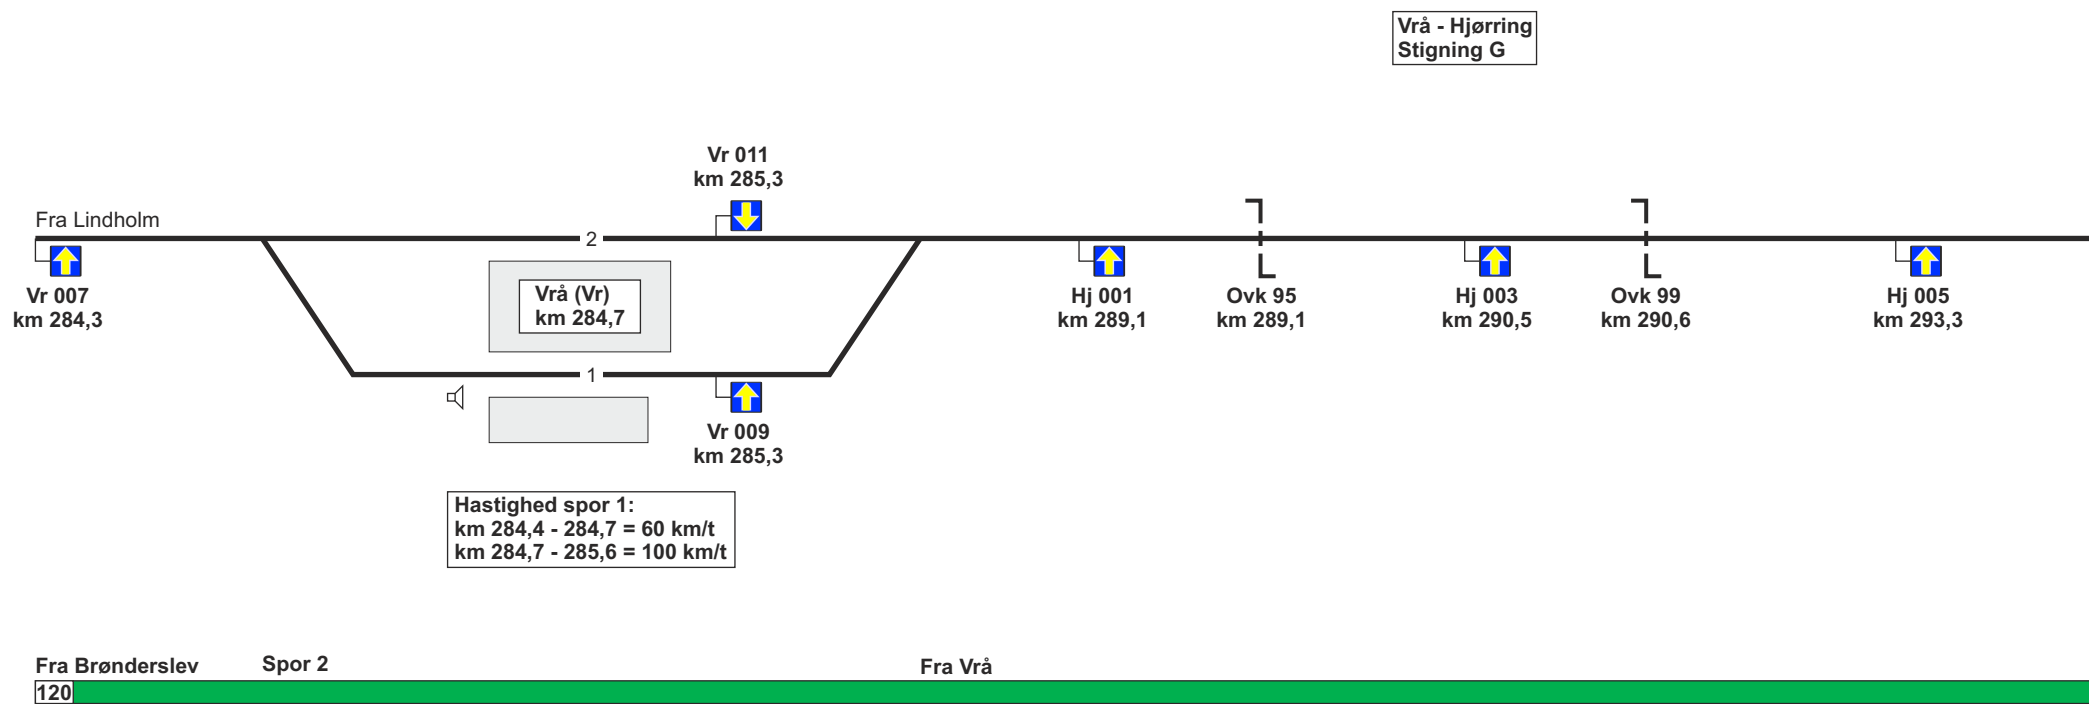 Vrå - Hjørring
Stigning G
Vr 011
km 285,3
Fra Lindholm
2
Vr 007
km 284,3
Vrå (Vr)
km 284,7
Hj 001
km 289,1
Ovk 95
km 289,1
Hj 003
km 290,5
Ovk 99
km 290,6
Hj 005
km 293,3
1
Vr 009
km 285,3
Hastighed spor 1:
km 284,4 - 284,7 = 60 km/t
km 284,7 - 285,6 = 100 km/t
Fra Brønderslev
Spor 2
Fra Vrå
120